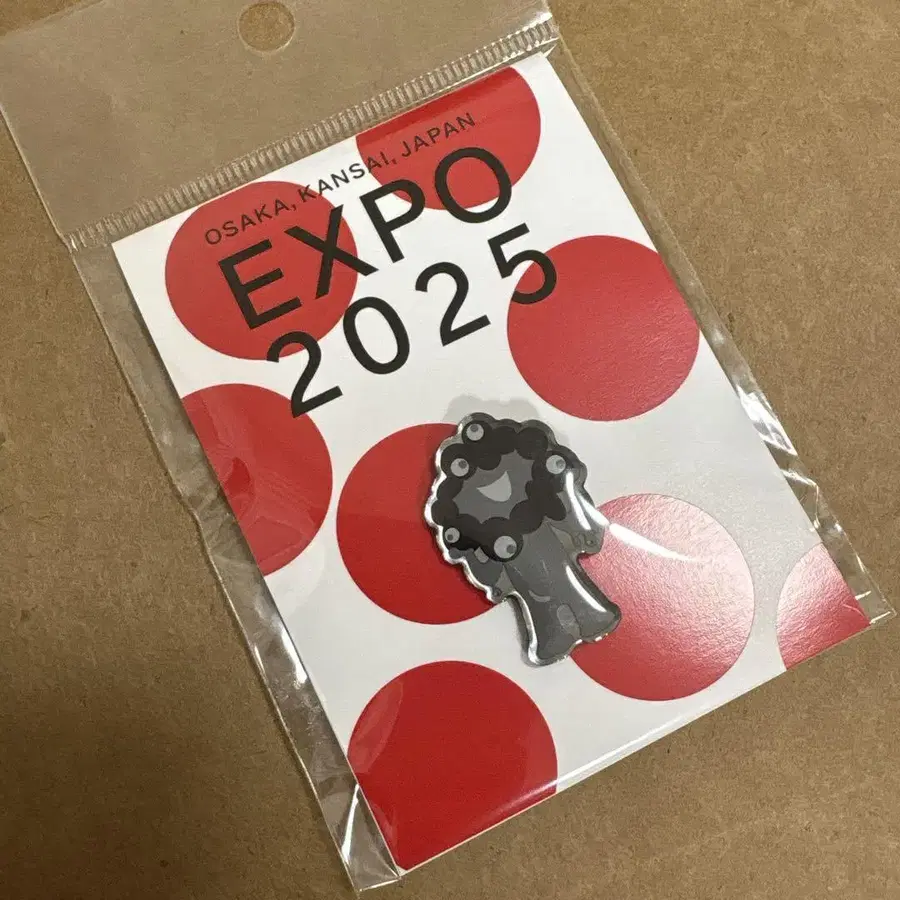 OSAKA, KANSAI, JAPAN
EXPO
2025